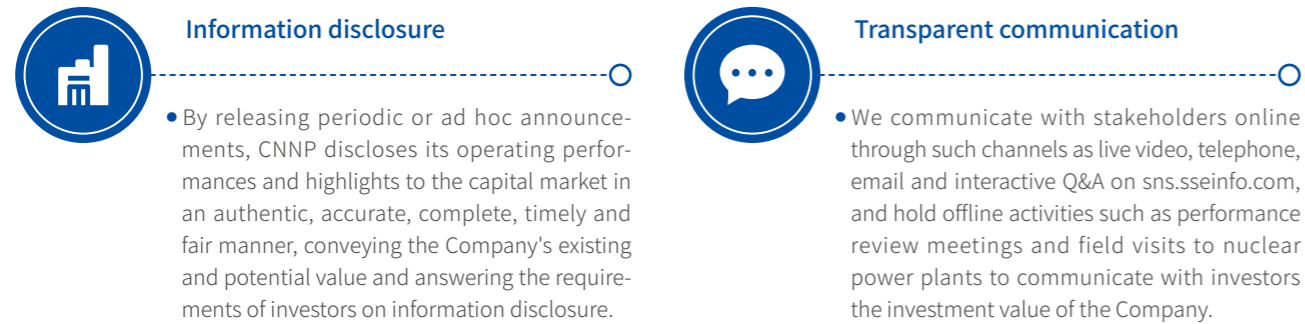 Information disclosure
• By releasing periodic or ad hoc announce-
ments, CNNP discloses its operating perfor-
mances and highlights to the capital market in
an authentic, accurate, complete, timely and
fair manner, conveying the Company's existing
and potential value and answering the require-
ments of investors on information disclosure.
Transparent communication
• We communicate with stakeholders online
through such channels as live video, telephone,
email and interactive Q&A on sns.sseinfo.com,
and hold offline activities such as performance
review meetings and field visits to nuclear
power plants to communicate with investors
the investment value of the Company.